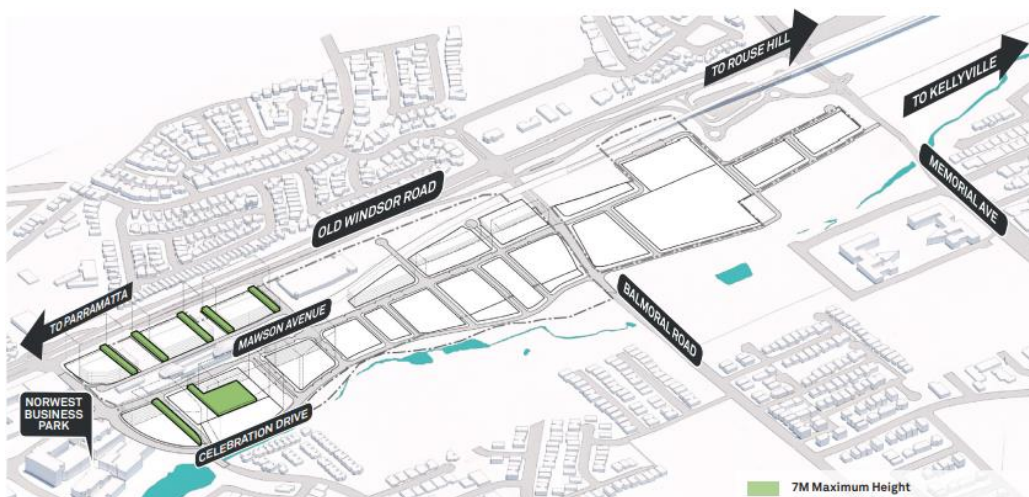 TO ROUSE HILL
TO KELLYVILLE
MEMORIAL AVE
OLD WINDSOR ROAD
TO PARRAMATTA
MAWSON AVENUE
BALMORAL ROAD
NORWEST
BUSINESS
PARK
CELEBRATION DRIVE
7M Maximum Height